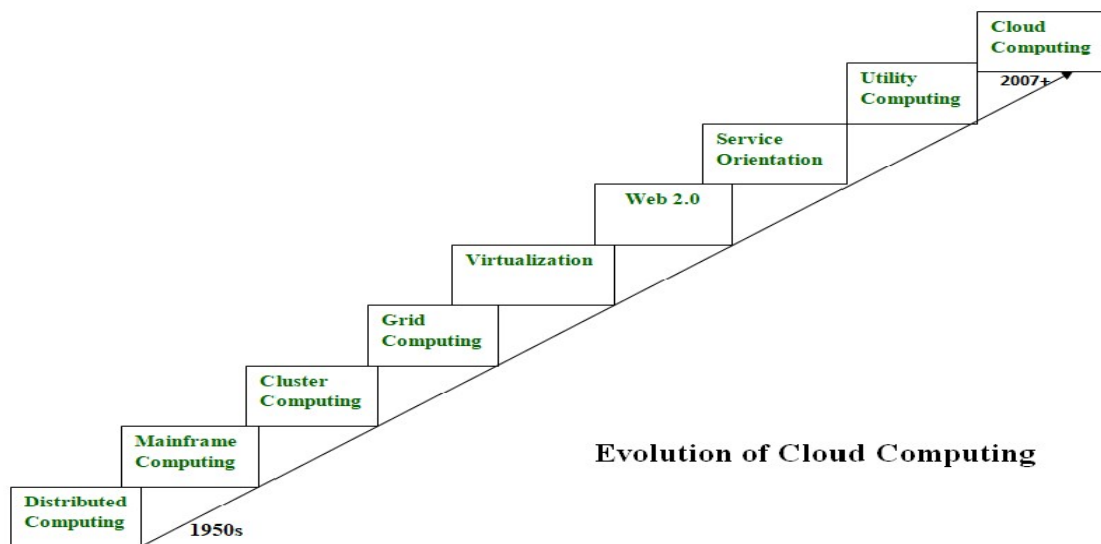 Cloud
Computing
2007+
Utility
Computing
Service
Orientation
Web 2.0
Virtualization
Grid
Computing
Cluster
Computing
Evolution of Cloud Computing
Mainframe
Computing
Distributed
Computing
1950s